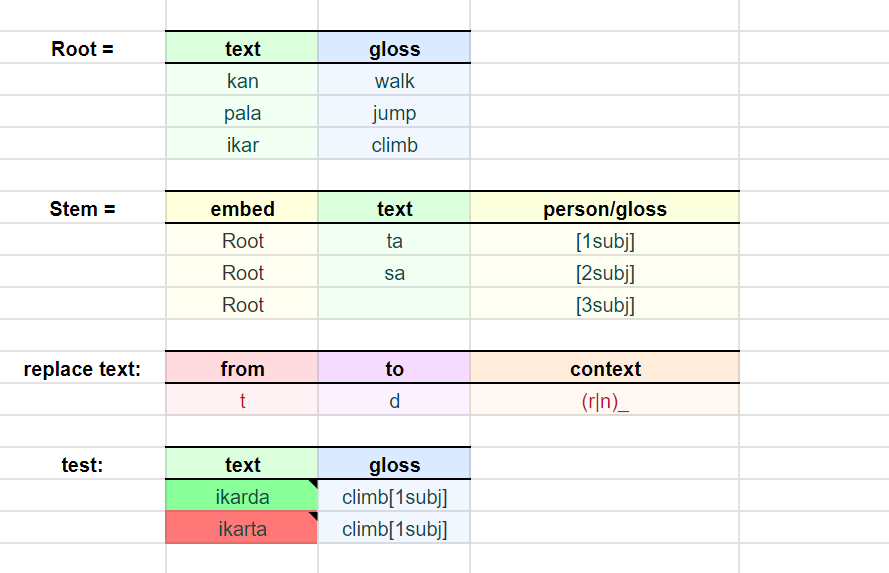 Root = text gloss
kan walk
pala jump
ikar climb
Stem = embed text person/gloss
Root ta [1subj]
Root sa [2subj]
Root [3subj]
replace text: from to context
t d (r|n)_
test: text gloss
ikarda climb[1subj]
ikarta climb[1subj]